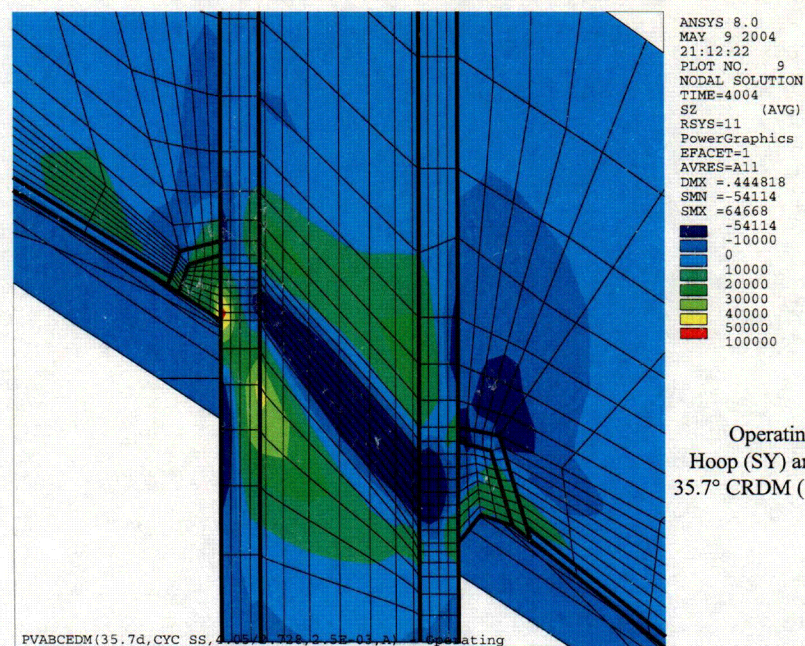 ANSYS 8.0
MAY 9 2004
21:12:22
PLOT NO. 9
NODAL SOLUTION
TIME=4004
SZ (AVG)
RSYS=11
PowerGraphics
EFACET=1
AVRES=All
DMX =.444818
SMN =-54114
SMX =64668
-54114
-10000
0
10000
20000
30000
40000
50000
100000
Operatin
Hoop (SY) an
35.7° CRDM (
PVABCEDM(35.7d,CYC SS, Operating